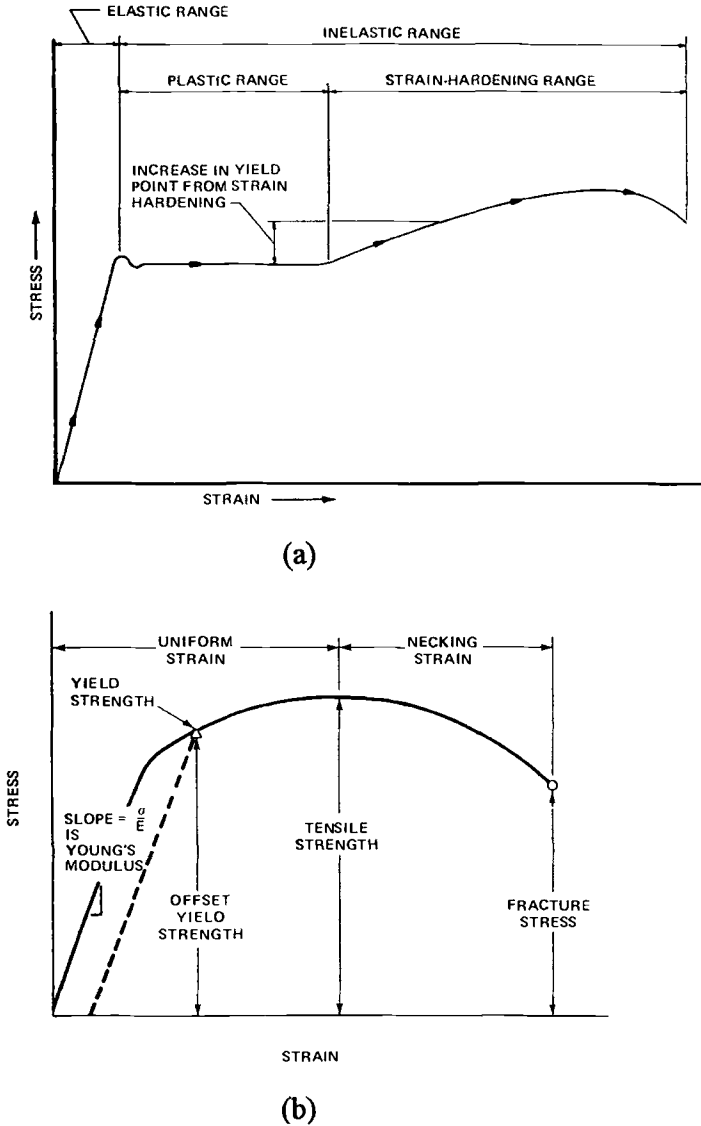 ELASTIC RANGE
INELASTIC RANGE
PLASTIC RANGE
STRAIN-HARDENING RANGE
INCREASE IN YIELD
POINT FROM STRAIN
HARDENING
STRESS
STRAIN
(a)
UNIFORM
STRAIN
NECKING
STRAIN
YIELD
STRENGTH
STRESS
SLOPE = σ/E
IS
YOUNG'S
MODULUS
OFFSET
YIELD
STRENGTH
TENSILE
STRENGTH
FRACTURE
STRESS
STRAIN
(b)